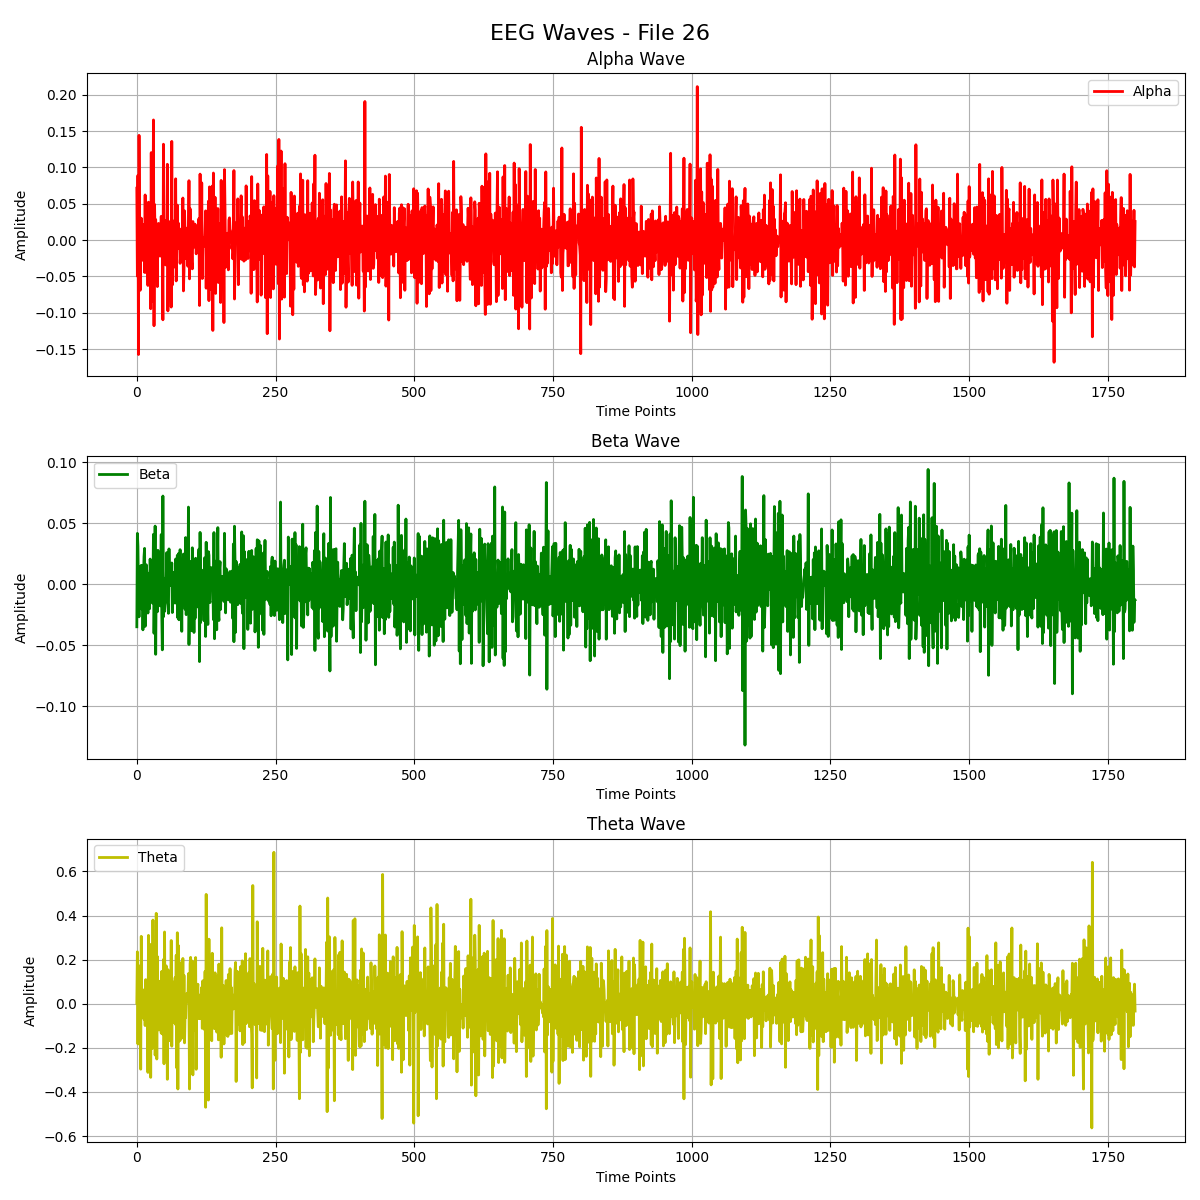 EEG Waves - File 26
Alpha Wave
Alpha
0.20
0.15
0.10
0.05
0.00
−0.05
−0.10
−0.15
Amplitude
0 250 500 750 1000 1250 1500 1750
Time Points
Beta Wave
Beta
0.10
0.05
0.00
−0.05
−0.10
Amplitude
0 250 500 750 1000 1250 1500 1750
Time Points
Theta Wave
Theta
0.6
0.4
0.2
0.0
−0.2
−0.4
−0.6
Amplitude
0 250 500 750 1000 1250 1500 1750
Time Points